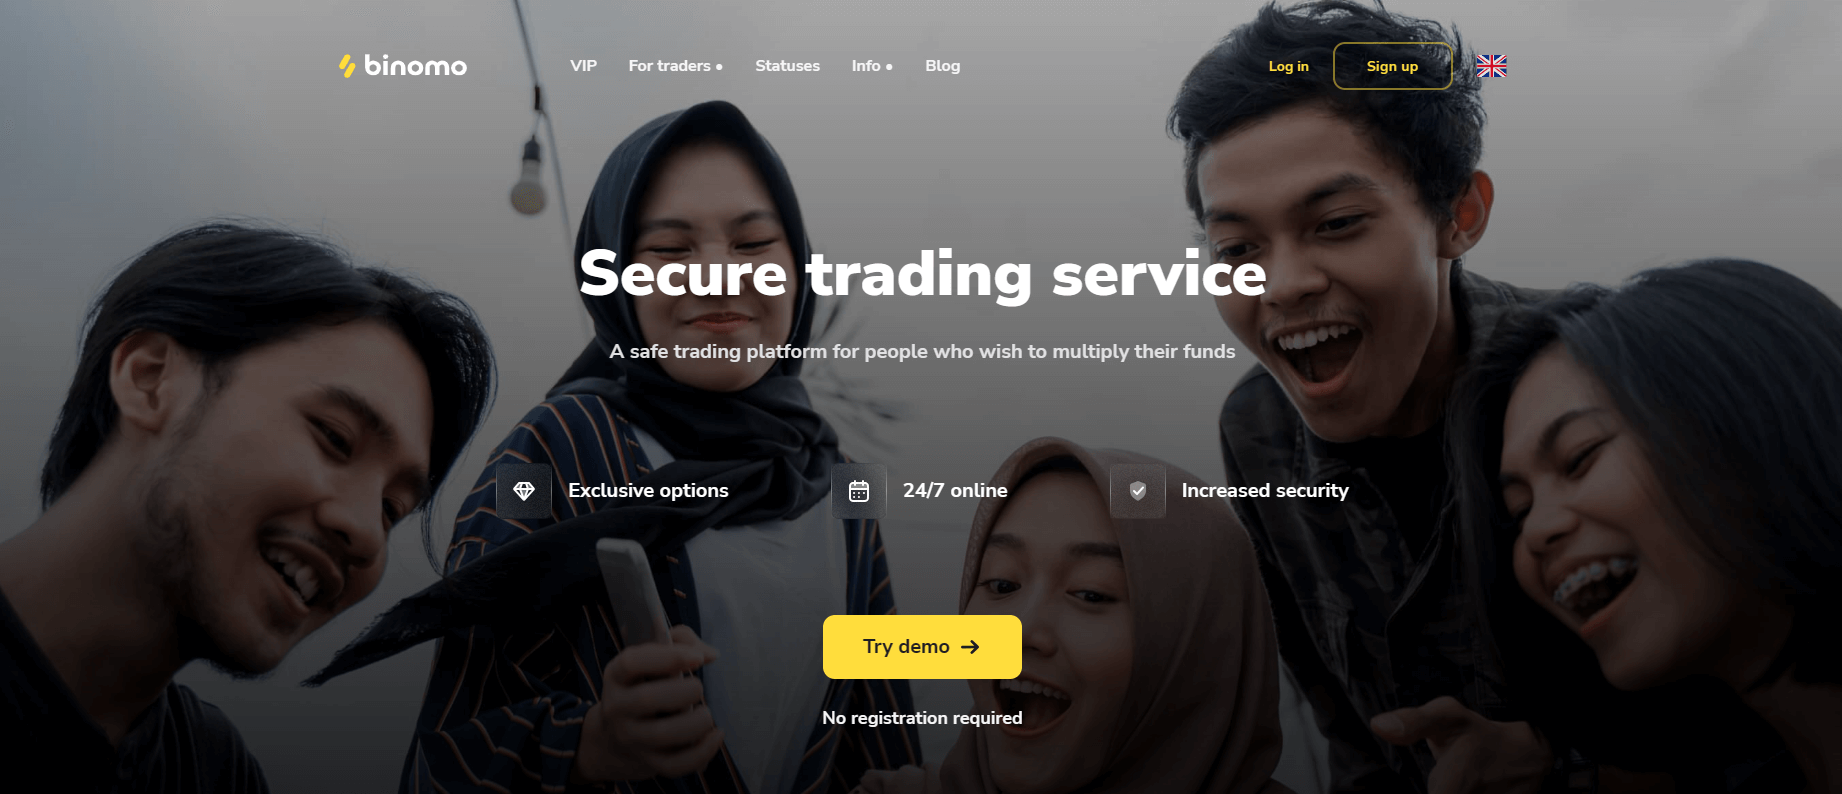 binomo
VIP
For traders
Statuses
Info
Blog
Log in
Sign up
Secure trading service
A safe trading platform for people who wish to multiply their funds
Exclusive options
24/7 online
Increased security
Try demo →
No registration required